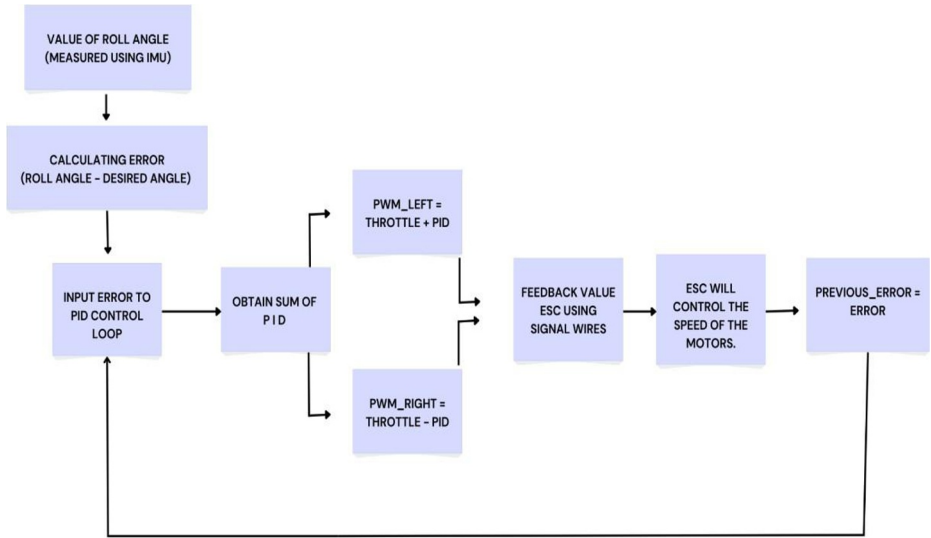 VALUE OF ROLL ANGLE
(MEASURED USING IMU)
CALCULATING ERROR
(ROLL ANGLE - DESIRED ANGLE)
INPUT ERROR TO
PID CONTROL
LOOP
OBTAIN SUM OF
P I D
PWM_LEFT =
THROTTLE + PID
PWM_RIGHT =
THROTTLE - PID
FEEDBACK VALUE
ESC USING
SIGNAL WIRES
ESC WILL
CONTROL THE
SPEED OF THE
MOTORS.
PREVIOUS_ERROR =
ERROR